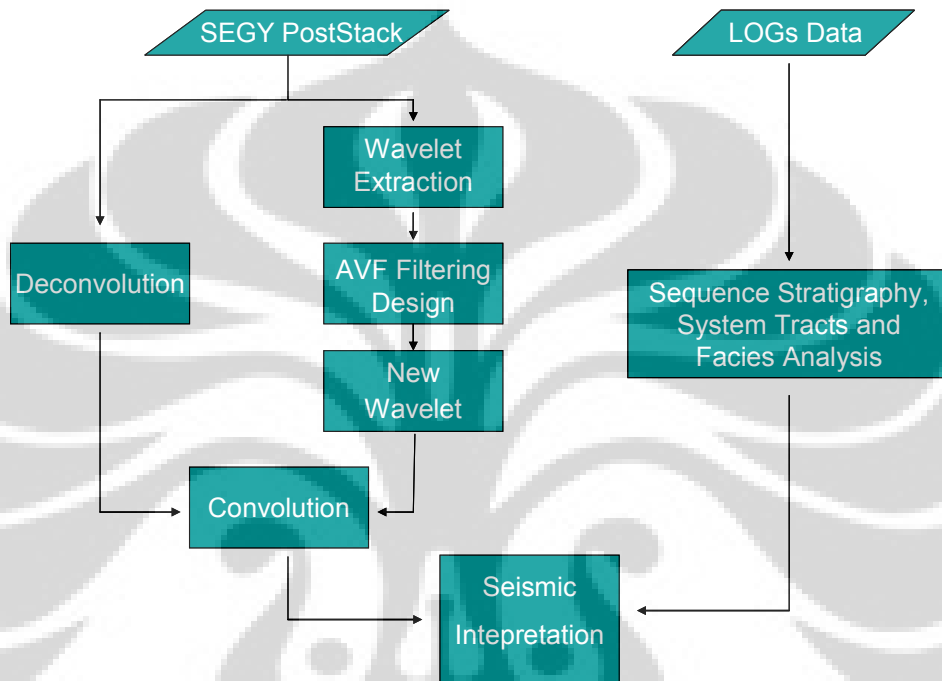 SEGY PostStack
LOGs Data
Wavelet
Extraction
Deconvolution
AVF Filtering
Design
Sequence Stratigraphy,
System Tracts and
Facies Analysis
New
Wavelet
Convolution
Seismic
Intepretation